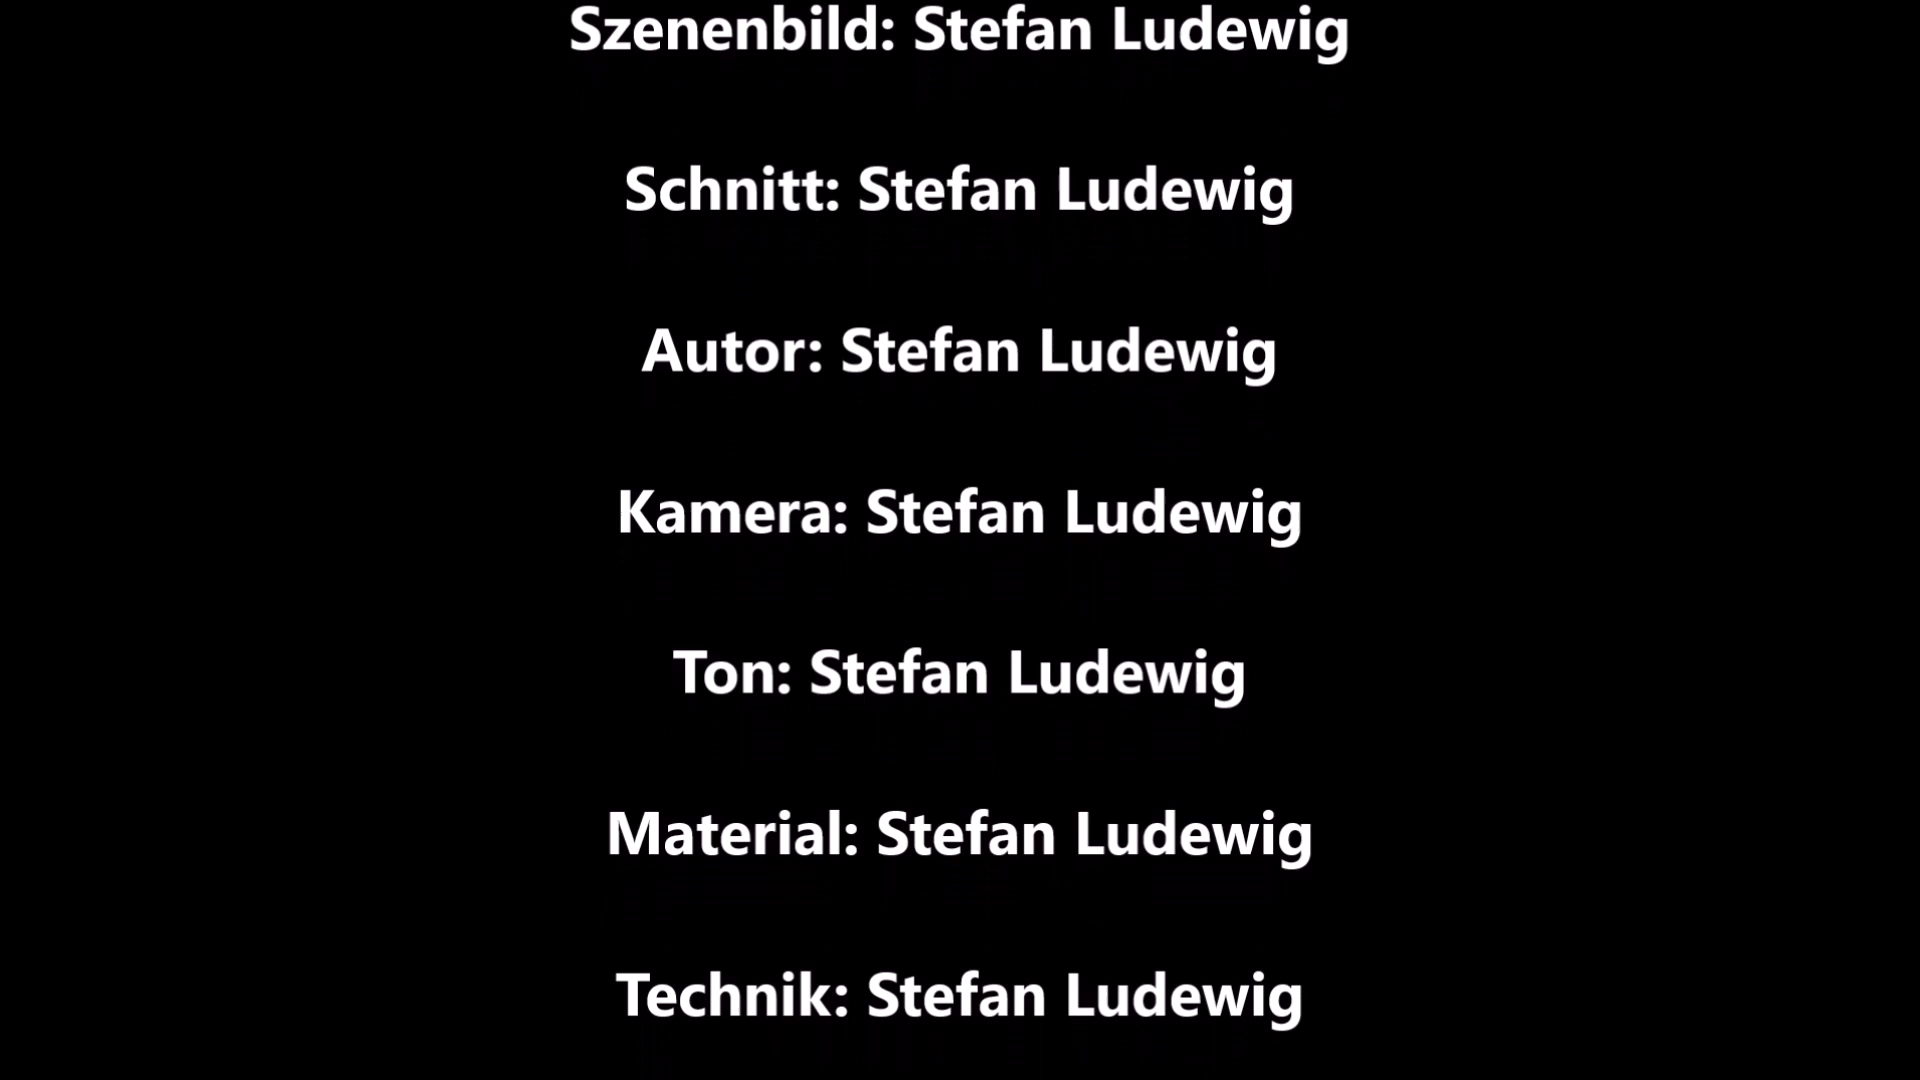 Szenenbild: Stefan Ludewig
Schnitt: Stefan Ludewig
Autor: Stefan Ludewig
Kamera: Stefan Ludewig
Ton: Stefan Ludewig
Material: Stefan Ludewig
Technik: Stefan Ludewig